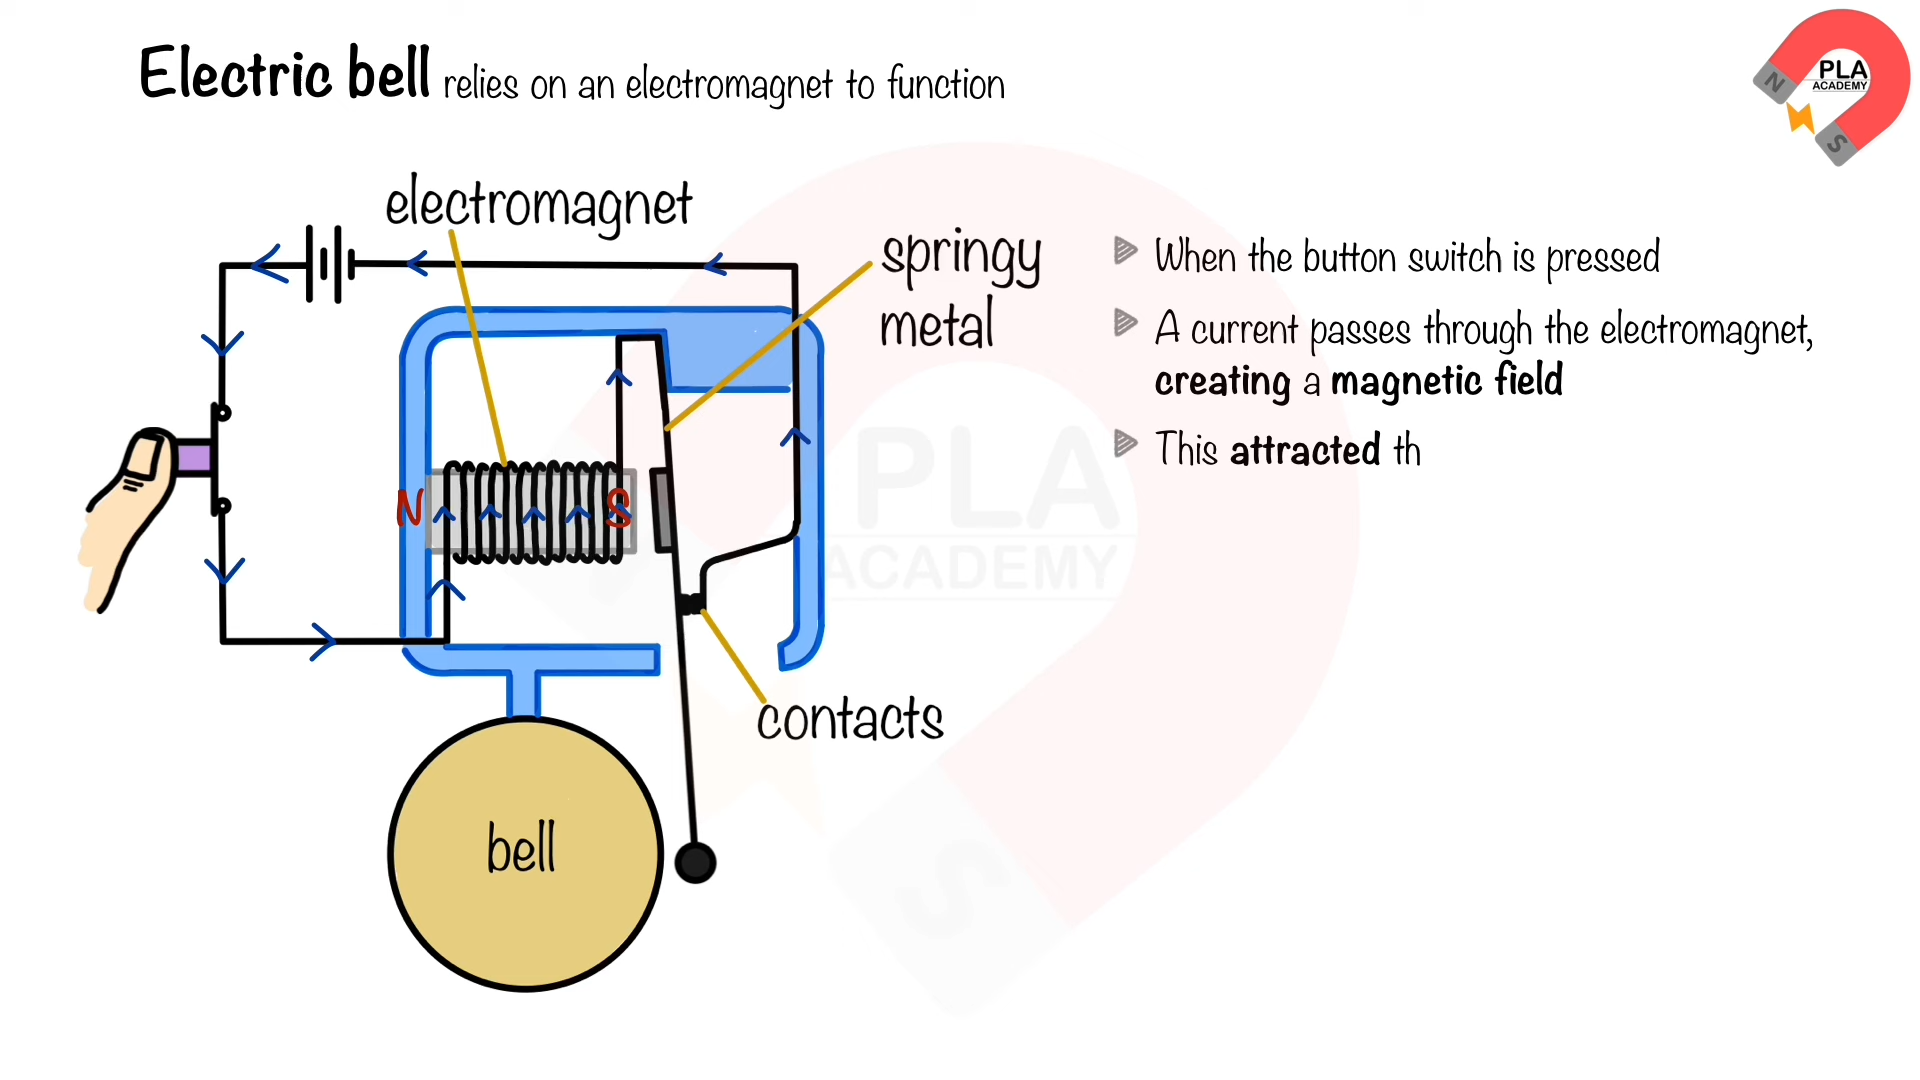 Electric bell relies on an electromagnet to function
PLA
ACADEMY
N
S
electromagnet
springy
metal
When the button switch is pressed
A current passes through the electromagnet,
creating a magnetic field
This attracted th
N
S
PLA
ACADEMY
contacts
bell
S